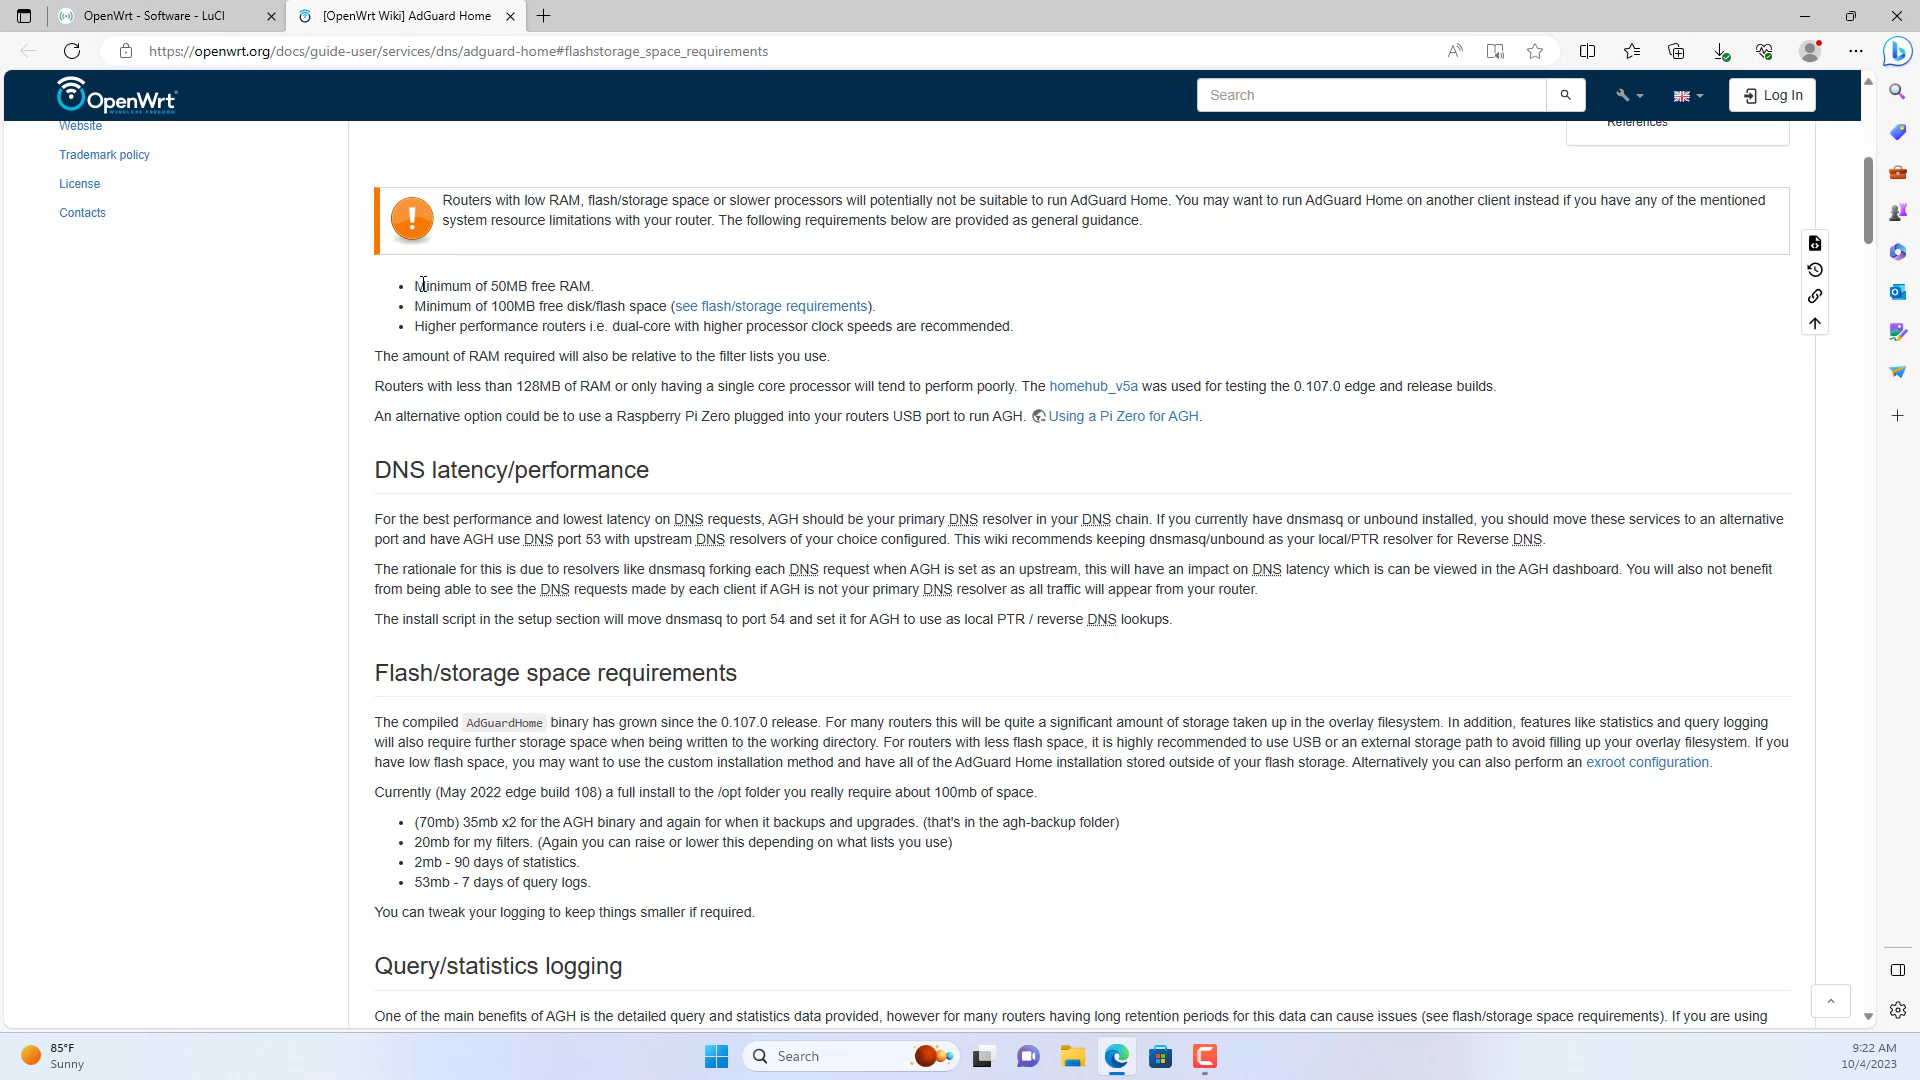 OpenWrt - Software - LuCI
[OpenWrt Wiki] AdGuard Home
https://openwrt.org/docs/guide-user/services/dns/adguard-home#flashstorage_space_requirements
OpenWrt
WIRELESS FREEDOM
Search
Log In
Website
Trademark policy
License
Contacts
References
Routers with low RAM, flash/storage space or slower processors will potentially not be suitable to run AdGuard Home. You may want to run AdGuard Home on another client instead if you have any of the mentioned
system resource limitations with your router. The following requirements below are provided as general guidance.
• Minimum of 50MB free RAM.
• Minimum of 100MB free disk/flash space (see flash/storage requirements).
• Higher performance routers i.e. dual-core with higher processor clock speeds are recommended.
The amount of RAM required will also be relative to the filter lists you use.
Routers with less than 128MB of RAM or only having a single core processor will tend to perform poorly. The homehub_v5a was used for testing the 0.107.0 edge and release builds.
An alternative option could be to use a Raspberry Pi Zero plugged into your routers USB port to run AGH. Using a Pi Zero for AGH.
DNS latency/performance
For the best performance and lowest latency on DNS requests, AGH should be your primary DNS resolver in your DNS chain. If you currently have dnsmasq or unbound installed, you should move these services to an alternative
port and have AGH use DNS port 53 with upstream DNS resolvers of your choice configured. This wiki recommends keeping dnsmasq/unbound as your local/PTR resolver for Reverse DNS.
The rationale for this is due to resolvers like dnsmasq forking each DNS request when AGH is set as an upstream, this will have an impact on DNS latency which is can be viewed in the AGH dashboard. You will also not benefit
from being able to see the DNS requests made by each client if AGH is not your primary DNS resolver as all traffic will appear from your router.
The install script in the setup section will move dnsmasq to port 54 and set it for AGH to use as local PTR / reverse DNS lookups.
Flash/storage space requirements
The compiled AdGuardHome binary has grown since the 0.107.0 release. For many routers this will be quite a significant amount of storage taken up in the overlay filesystem. In addition, features like statistics and query logging
will also require further storage space when being written to the working directory. For routers with less flash space, it is highly recommended to use USB or an external storage path to avoid filling up your overlay filesystem. If you
have low flash space, you may want to use the custom installation method and have all of the AdGuard Home installation stored outside of your flash storage. Alternatively you can also perform an exroot configuration.
Currently (May 2022 edge build 108) a full install to the /opt folder you really require about 100mb of space.
• (70mb) 35mb x2 for the AGH binary and again for when it backups and upgrades. (that's in the agh-backup folder)
• 20mb for my filters. (Again you can raise or lower this depending on what lists you use)
• 2mb - 90 days of statistics.
• 53mb - 7 days of query logs.
You can tweak your logging to keep things smaller if required.
Query/statistics logging
One of the main benefits of AGH is the detailed query and statistics data provided, however for many routers having long retention periods for this data can cause issues (see flash/storage space requirements). If you are using
85°F
Sunny
Search
9:22 AM
10/4/2023